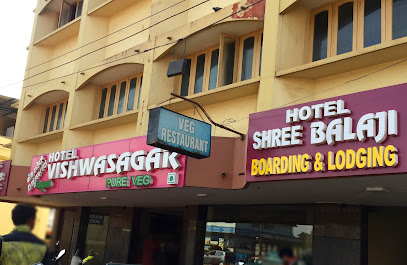 HOTEL
VISHWASAGAR
PURE VEG.
VEG
RESTAURANT
HOTEL
SHREE BALAJI
BOARDING & LODGING